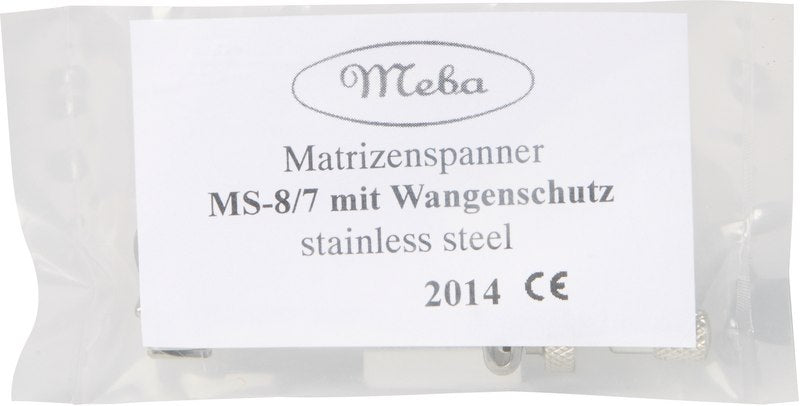 Meba
Matrizenspanner
MS-8/7 mit Wangenschutz
stainless steel
2014 CE